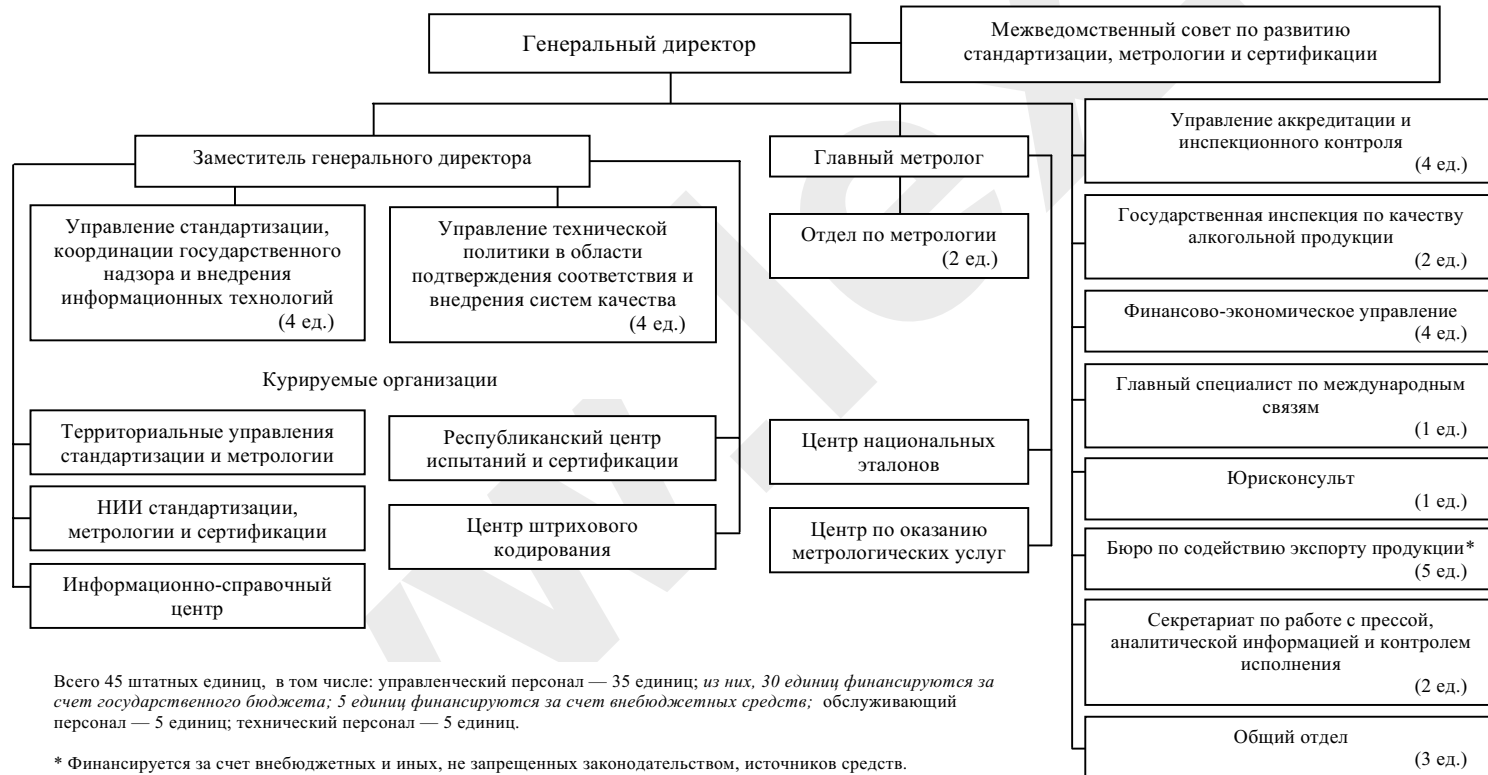 Генеральный директор
Межведомственный совет по развитию
стандартизации, метрологии и сертификации
Заместитель генерального директора
Управление стандартизации,
координации государственного
надзора и внедрения
информационных технологий
(4 ед.)
Управление технической
политики в области
подтверждения соответствия и
внедрения систем качества
(4 ед.)
Курируемые организации
Территориальные управления
стандартизации и метрологии
НИИ стандартизации,
метрологии и сертификации
Информационно-справочный
центр
Республиканский центр
испытаний и сертификации
Центр штрихового
кодирования
Главный метролог
Отдел по метрологии
(2 ед.)
Центр национальных
эталонов
Центр по оказанию
метрологических услуг
Управление аккредитации и
инспекционного контроля
(4 ед.)
Государственная инспекция по качеству
алкогольной продукции
(2 ед.)
Финансово-экономическое управление
(4 ед.)
Главный специалист по международным
связям
(1 ед.)
Юрисконсульт
(1 ед.)
Бюро по содействию экспорту продукции*
(5 ед.)
Секретариат по работе с прессой,
аналитической информацией и контролем
исполнения
(2 ед.)
Общий отдел
(3 ед.)
Всего 45 штатных единиц, в том числе: управленческий персонал — 35 единиц; из них, 30 единиц финансируются за
счет государственного бюджета; 5 единиц финансируются за счет внебюджетных средств; обслуживающий
персонал — 5 единиц; технический персонал — 5 единиц.
* Финансируется за счет внебюджетных и иных, не запрещенных законодательством, источников средств.